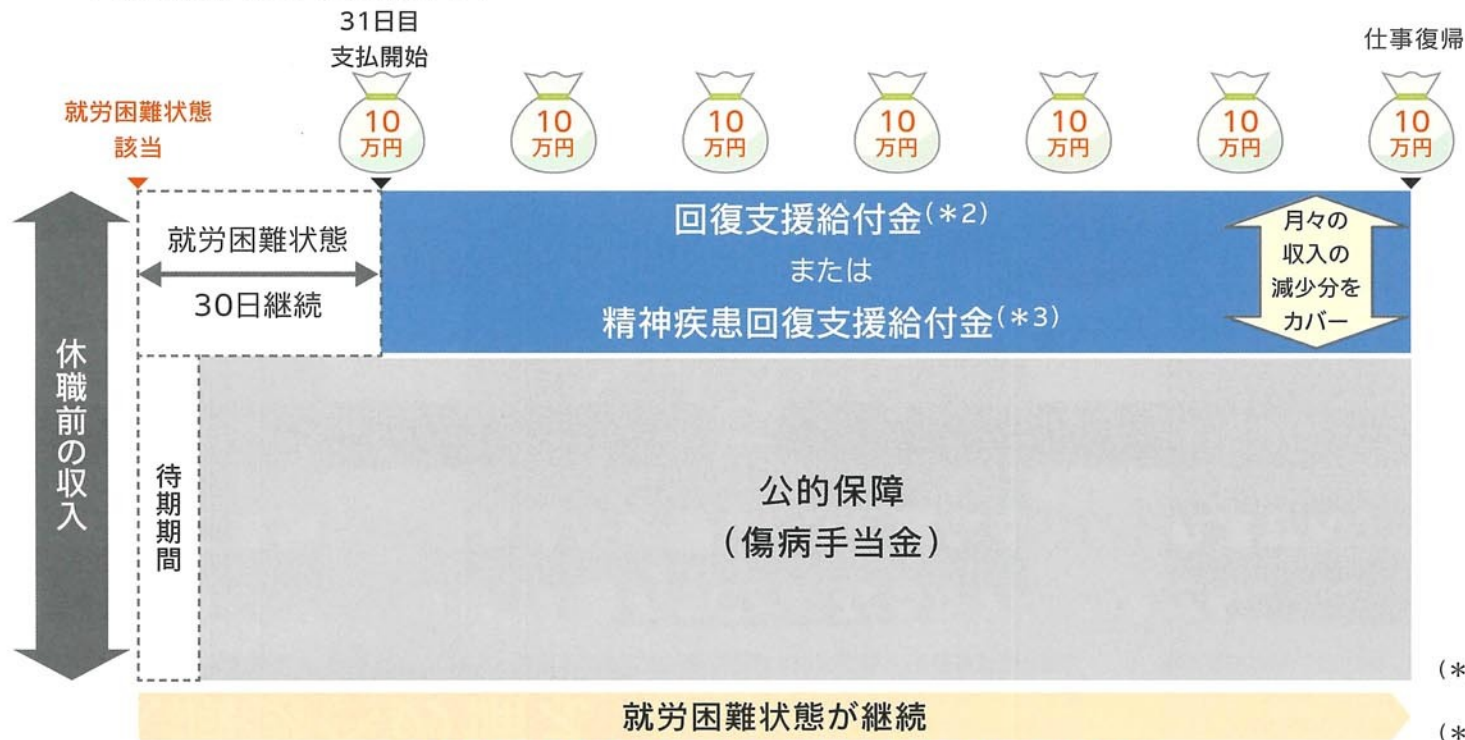 31日目
支払開始
仕事復帰
就労困難状態
該当
10
万円
10
万円
10
万円
10
万円
10
万円
10
万円
10
万円
就労困難状態
30日継続
回復支援給付金(*2)
または
精神疾患回復支援給付金(*3)
月々の
収入の
減少分を
カバー
休職前の収入
待期期間
公的保障
(傷病手当金)
就労困難状態が継続
(*
(*